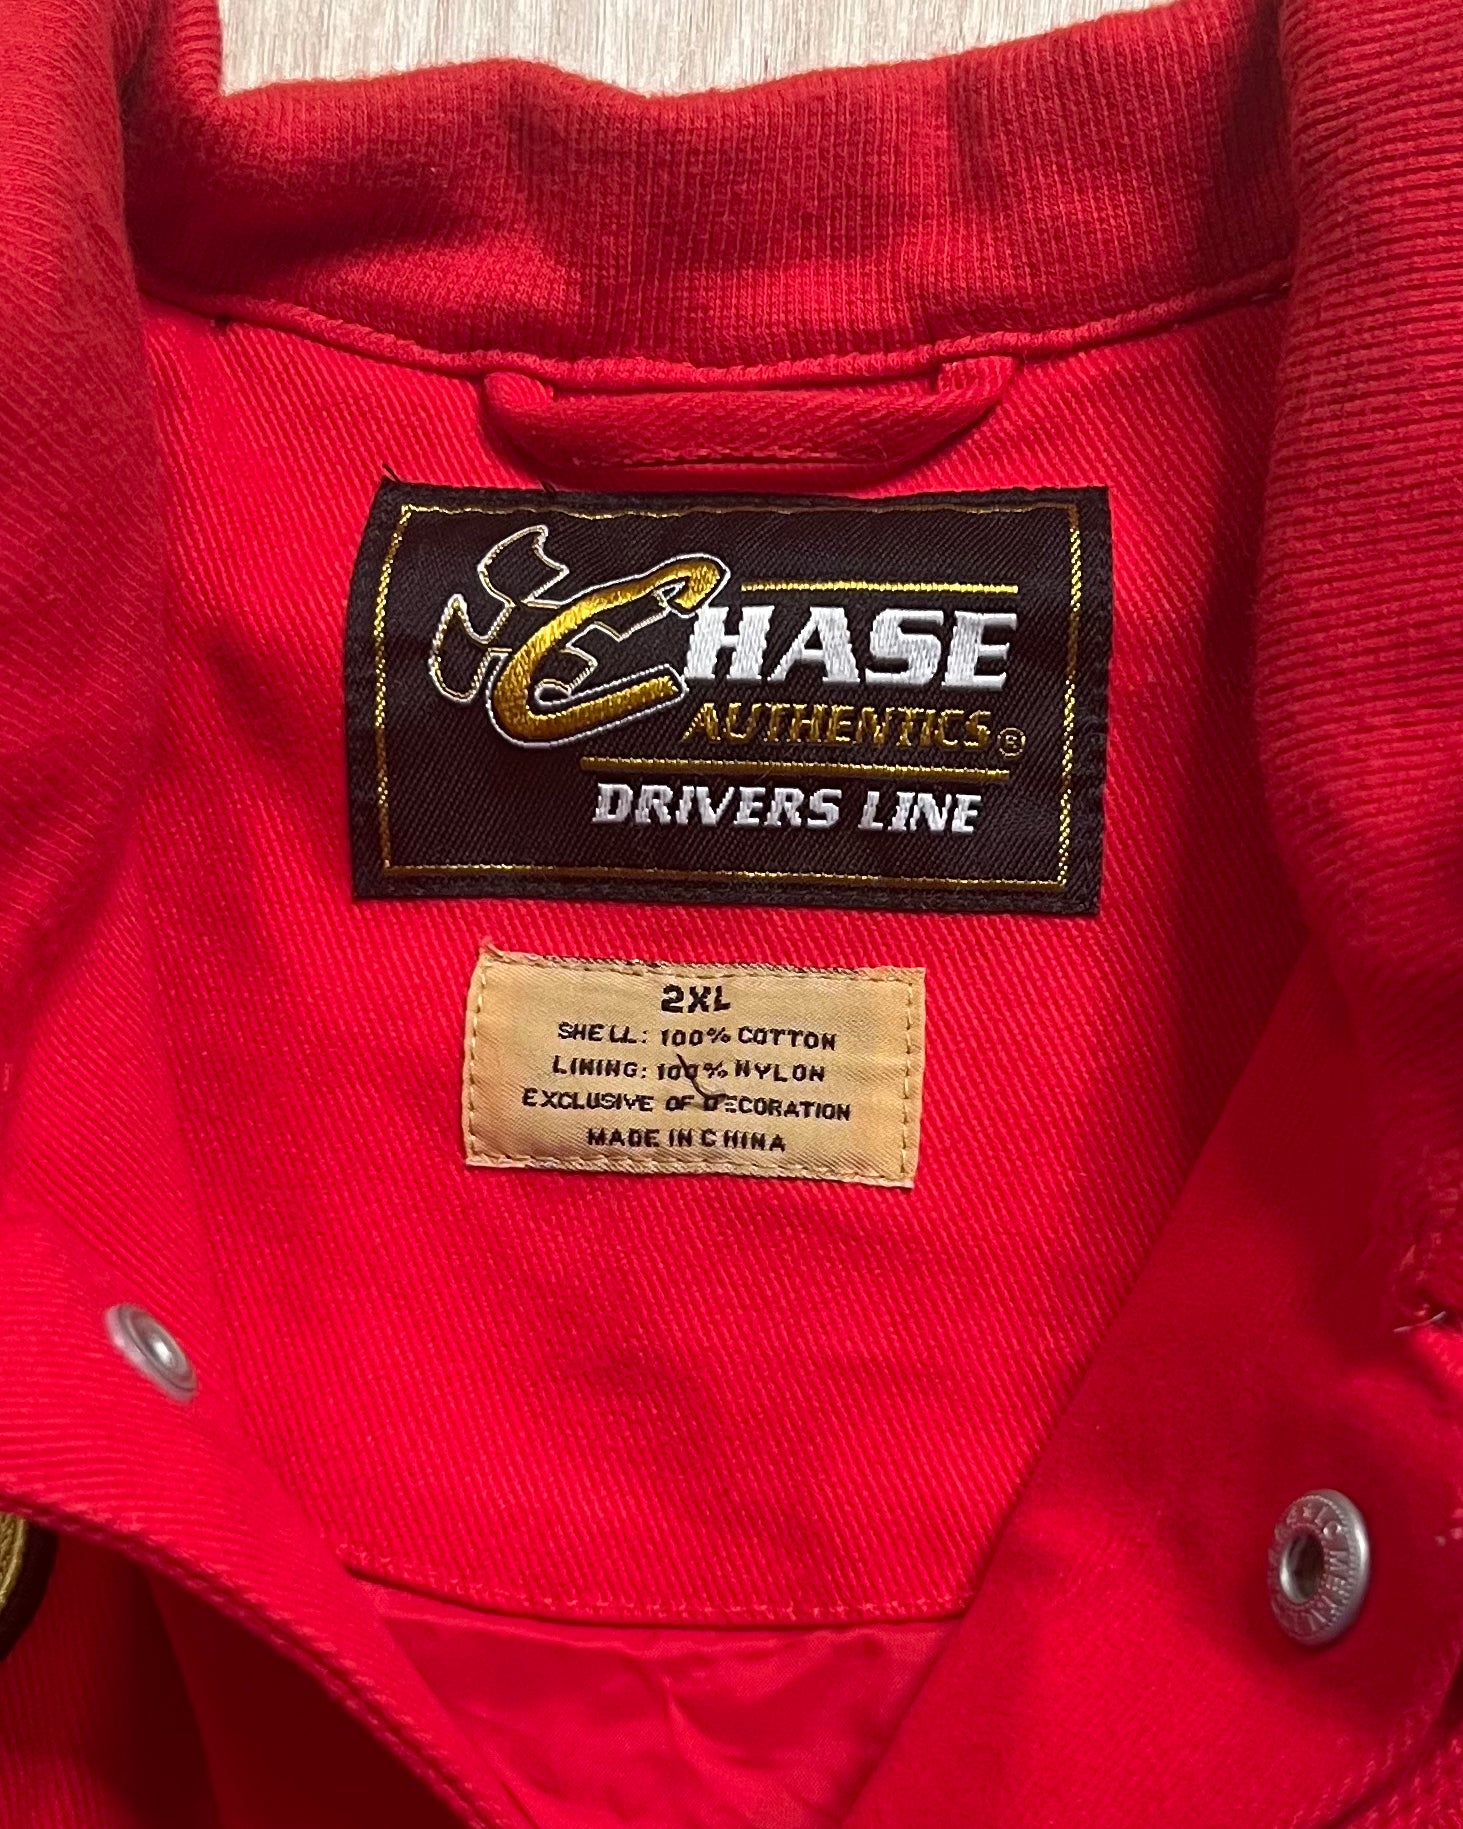 CHASE
AUTHENTICS®
DRIVERS LINE
2XL
SHELL: 100% COTTON
LINING: 100% NYLON
EXCLUSIVE OF DECORATION
MADE IN CHINA